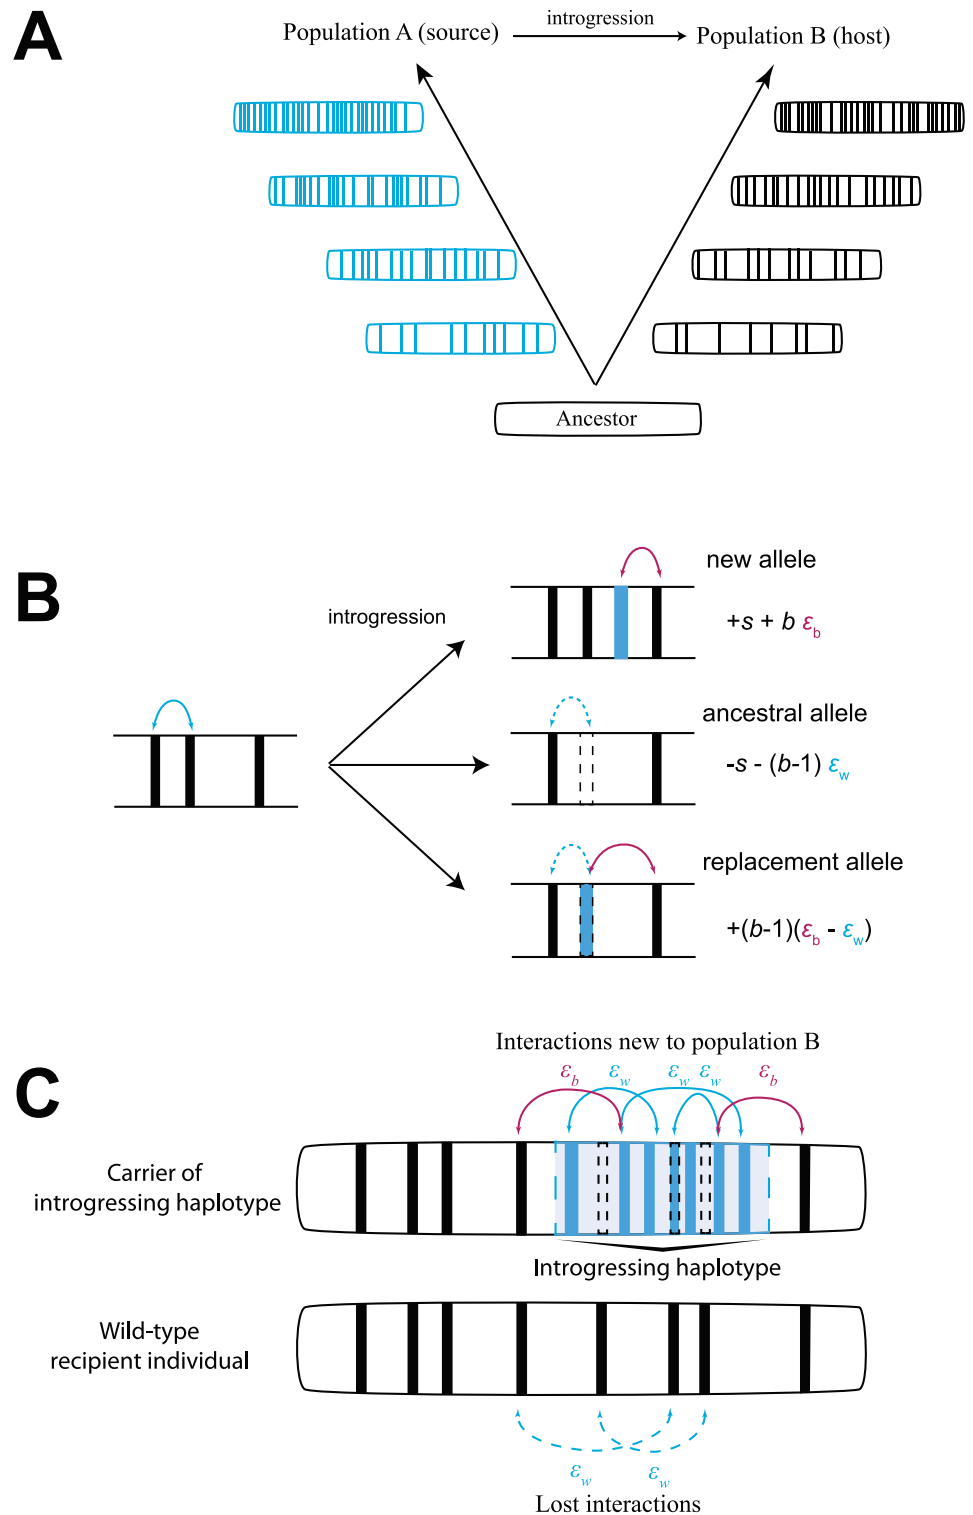 A
Population A (source)
introgression
Population B (host)
Ancestor
B
introgression
new allele
+s + b εb
ancestral allele
-s - (b-1) εw
replacement allele
+(b-1)(εb - εw)
C
Interactions new to population B
εb εw εw εw εb
Carrier of
introgressing haplotype
Introgressing haplotype
Wild-type
recipient individual
εw εw
Lost interactions